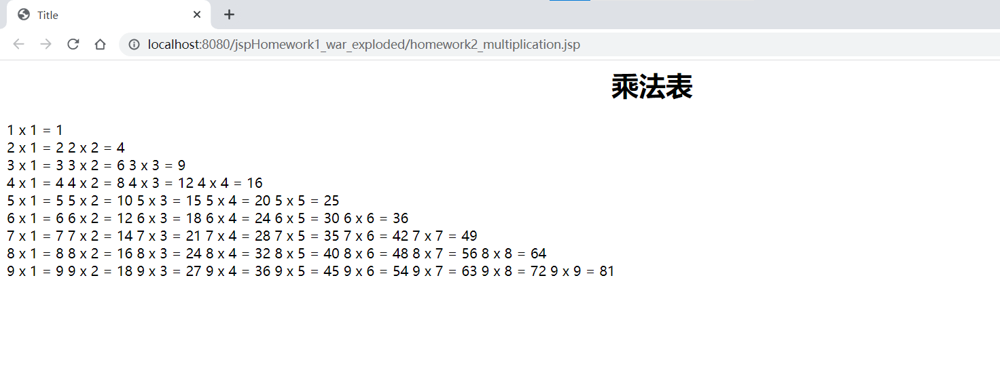 Title
localhost:8080/jspHomework1_war_exploded/homework2_multiplication.jsp
乘法表
1 x 1 = 1
2 x 1 = 2 2 x 2 = 4
3 x 1 = 3 3 x 2 = 6 3 x 3 = 9
4 x 1 = 4 4 x 2 = 8 4 x 3 = 12 4 x 4 = 16
5 x 1 = 5 5 x 2 = 10 5 x 3 = 15 5 x 4 = 20 5 x 5 = 25
6 x 1 = 6 6 x 2 = 12 6 x 3 = 18 6 x 4 = 24 6 x 5 = 30 6 x 6 = 36
7 x 1 = 7 7 x 2 = 14 7 x 3 = 21 7 x 4 = 28 7 x 5 = 35 7 x 6 = 42 7 x 7 = 49
8 x 1 = 8 8 x 2 = 16 8 x 3 = 24 8 x 4 = 32 8 x 5 = 40 8 x 6 = 48 8 x 7 = 56 8 x 8 = 64
9 x 1 = 9 9 x 2 = 18 9 x 3 = 27 9 x 4 = 36 9 x 5 = 45 9 x 6 = 54 9 x 7 = 63 9 x 8 = 72 9 x 9 = 81